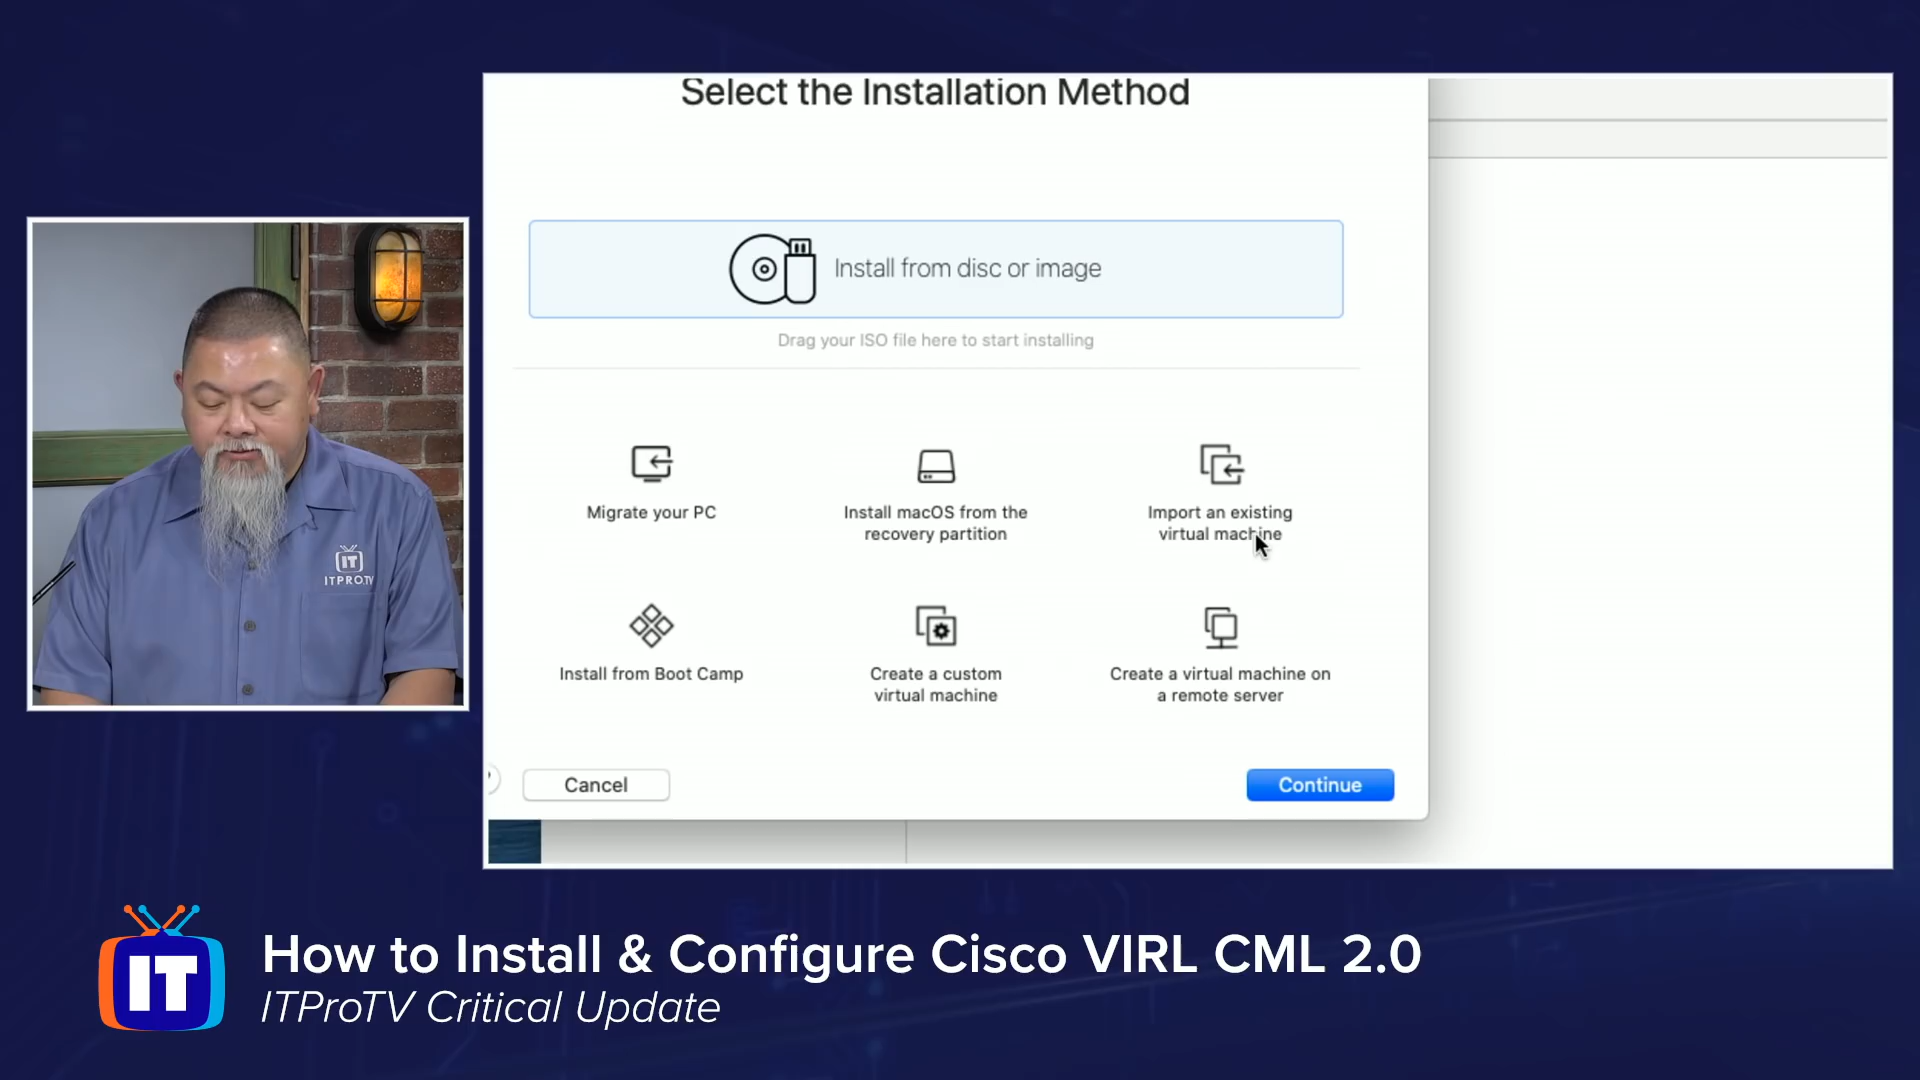 Select the Installation Method
Install from disc or image
Drag your ISO file here to start installing
Migrate your PC
Install macOS from the
recovery partition
Import an existing
virtual machine
Install from Boot Camp
Create a custom
virtual machine
Create a virtual machine on
a remote server
Cancel
Continue
IT
ITPRO.TV
IT
How to Install & Configure Cisco VIRL CML 2.0
ITProTV Critical Update